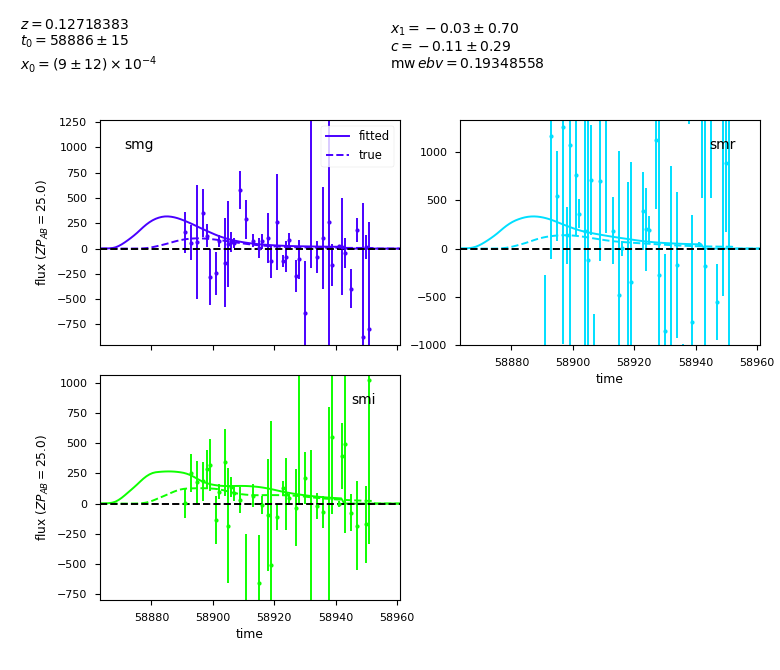 z = 0.12718383
t0 = 58886 ± 15
x0 = (9 ± 12) × 10^−4
x1 = −0.03 ± 0.70
c = −0.11 ± 0.29
mw ebv = 0.19348558
1250
1000
750
500
250
0
−250
−500
−750
flux (ZP_AB = 25.0)
smg
fitted
true
1000
500
0
−500
−1000
smr
58880
58900
58920
58940
58960
time
1000
750
500
250
0
−250
−500
−750
flux (ZP_AB = 25.0)
smi
58880
58900
58920
58940
58960
time